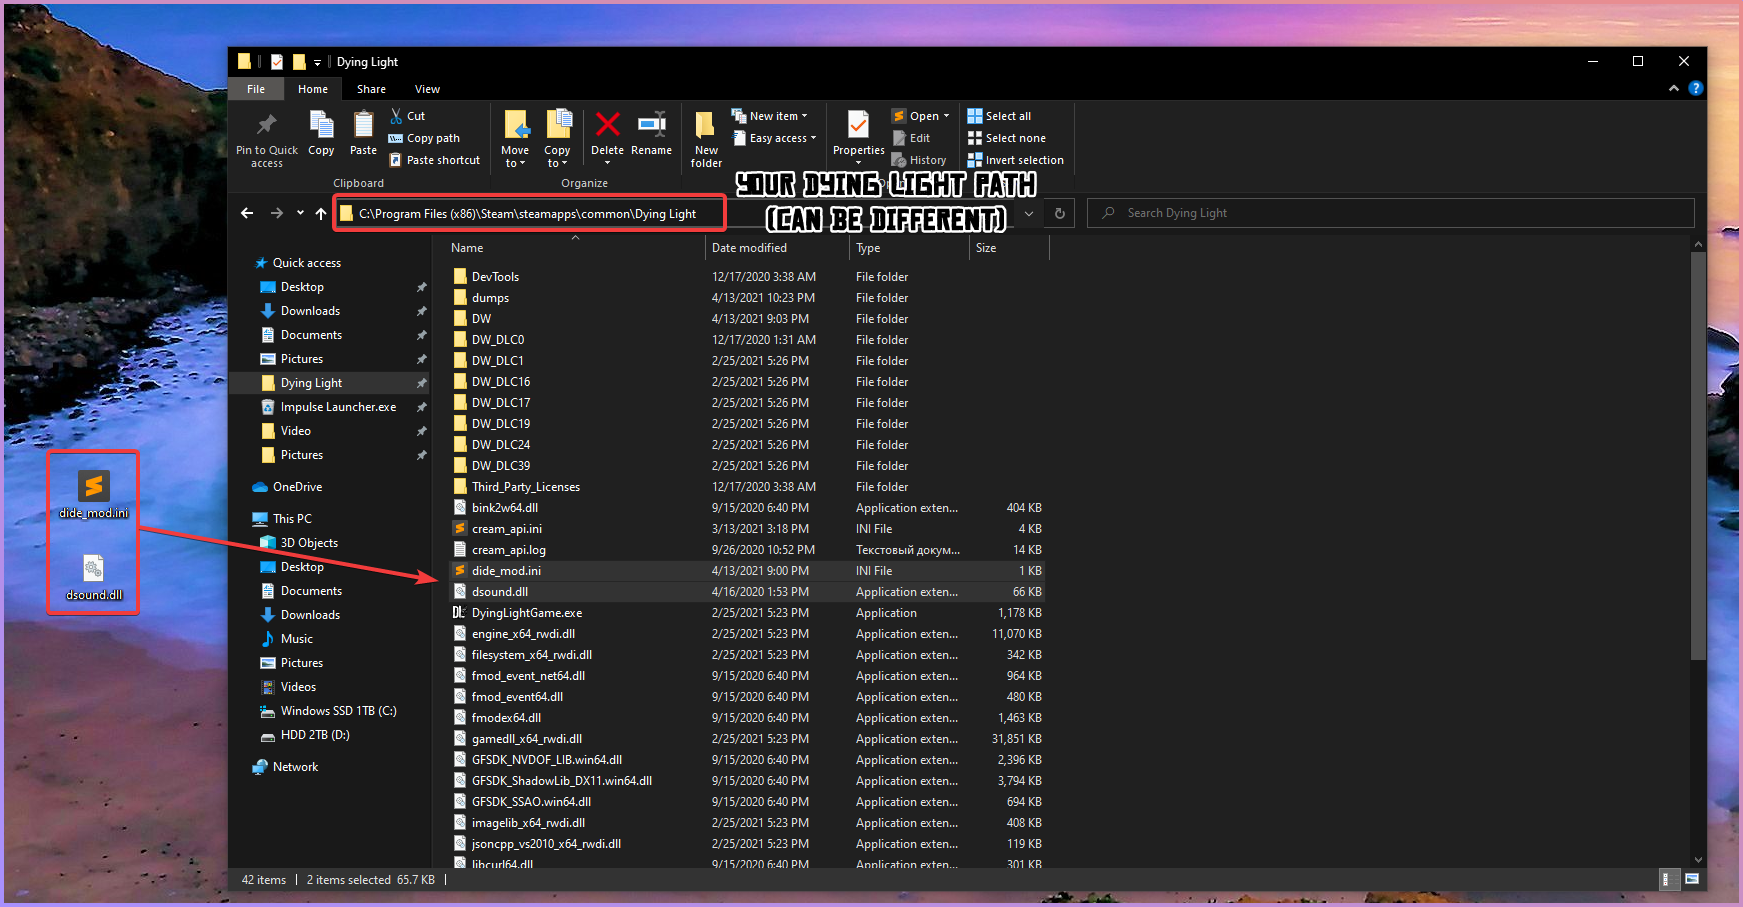 Dying Light
File Home Share View
Pin to Quick access
Copy
Paste
Cut
Copy path
Paste shortcut
Clipboard
Move to
Copy to
Delete
Rename
Organize
New folder
New item
Easy access
Properties
Open
Edit
History
Select all
Select none
Invert selection
YOUR DYING LIGHT PATH
(CAN BE DIFFERENT)
C:\Program Files (x86)\Steam\steamapps\common\Dying Light
Search Dying Light
Name Date modified Type Size
Quick access
Desktop
Downloads
Documents
Pictures
Dying Light
Impulse Launcher.exe
Video
Pictures
OneDrive
This PC
3D Objects
Desktop
Documents
Downloads
Music
Pictures
Videos
Windows SSD 1TB (C:)
HDD 2TB (D:)
Network
dide_mod.ini
dsound.dll
DevTools 12/17/2020 3:38 AM File folder
dumps 4/13/2021 10:23 PM File folder
DW 4/13/2021 9:03 PM File folder
DW_DLC0 12/17/2020 1:31 AM File folder
DW_DLC1 2/25/2021 5:26 PM File folder
DW_DLC16 2/25/2021 5:26 PM File folder
DW_DLC17 2/25/2021 5:26 PM File folder
DW_DLC19 2/25/2021 5:26 PM File folder
DW_DLC24 2/25/2021 5:26 PM File folder
DW_DLC39 2/25/2021 5:26 PM File folder
Third_Party_Licenses 12/17/2020 3:38 AM File folder
bink2w64.dll 9/15/2020 6:40 PM Application exten... 404 KB
cream_api.ini 3/13/2021 3:18 PM INI File 4 KB
cream_api.log 9/26/2020 10:52 PM Текстовый докум... 14 KB
dide_mod.ini 4/13/2021 9:00 PM INI File 1 KB
dsound.dll 4/16/2020 1:53 PM Application exten... 66 KB
DyingLightGame.exe 2/25/2021 5:23 PM Application 1,178 KB
engine_x64_rwdi.dll 2/25/2021 5:23 PM Application exten... 11,070 KB
filesystem_x64_rwdi.dll 2/25/2021 5:23 PM Application exten... 342 KB
fmod_event_net64.dll 9/15/2020 6:40 PM Application exten... 964 KB
fmod_event64.dll 9/15/2020 6:40 PM Application exten... 480 KB
fmodex64.dll 9/15/2020 6:40 PM Application exten... 1,463 KB
gamedll_x64_rwdi.dll 2/25/2021 5:23 PM Application exten... 31,851 KB
GFSDK_NVDOF_LIB.win64.dll 9/15/2020 6:40 PM Application exten... 2,396 KB
GFSDK_ShadowLib_DX11.win64.dll 9/15/2020 6:40 PM Application exten... 3,794 KB
GFSDK_SSAO.win64.dll 9/15/2020 6:40 PM Application exten... 694 KB
imagelib_x64_rwdi.dll 2/25/2021 5:23 PM Application exten... 408 KB
jsoncpp_vs2010_x64_rwdi.dll 2/25/2021 5:23 PM Application exten... 119 KB
libcurl64.dll 9/15/2020 6:40 PM Application exten... 301 KB
42 items 2 items selected 65.7 KB